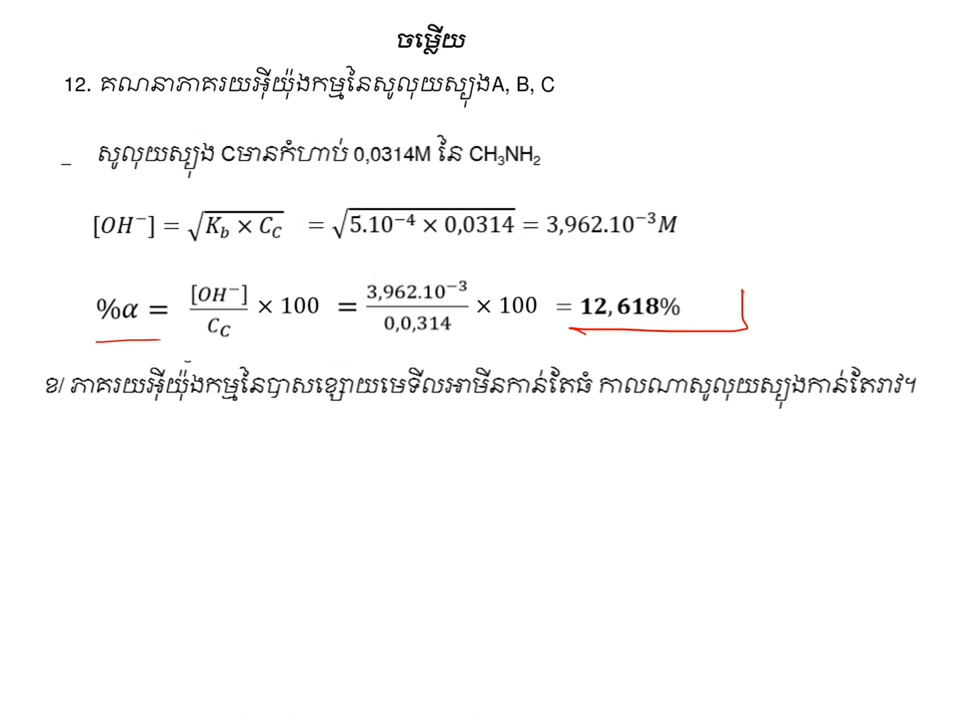 ចម្លើយ
12. គណនាភាគរយអ៊ីយ៉ុងកម្មនៃសូលុយស្យុងA, B, C
_ សូលុយស្យុង Cមានកំហាប់ 0,0314M នៃ CH₃NH₂
[OH⁻] = √(K_b × C_C) = √(5.10⁻⁴ × 0,0314) = 3,962.10⁻³M
%α = [OH⁻]/C_C × 100 = 3,962.10⁻³/0,0,314 × 100 = 12,618%
ខ/ ភាគរយអ៊ីយ៉ុងកម្មនៃបាសខ្សោយមេទីលអាមីនកាន់តែធំ កាលណាសូលុយស្យុងកាន់តែរាវ។